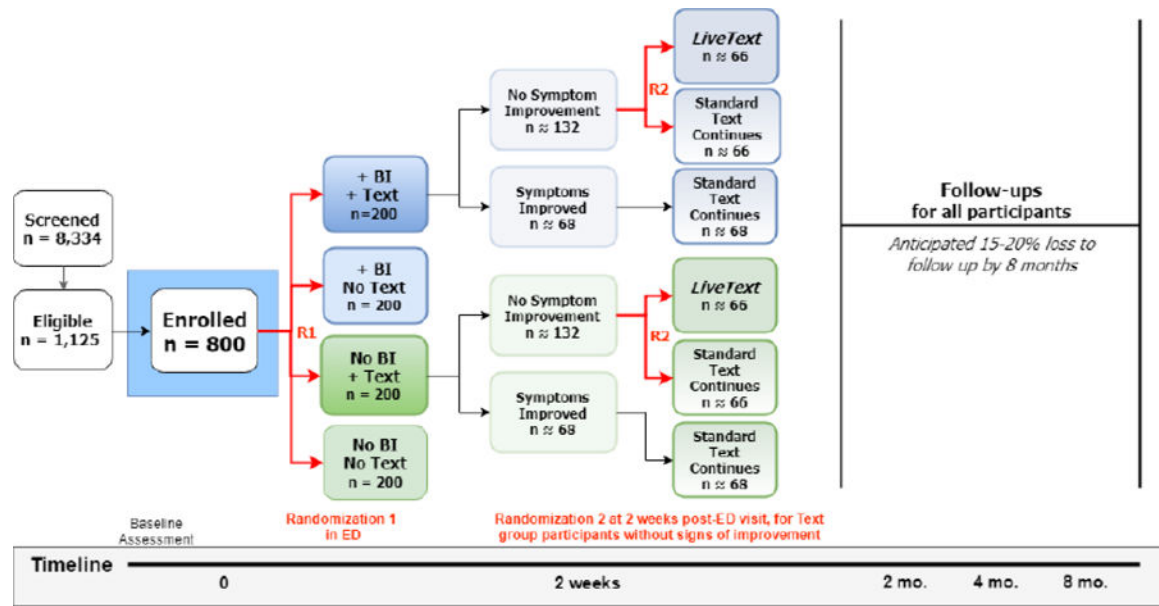 Screened
n = 8,334
Eligible
n = 1,125
Enrolled
n = 800
R1
+ BI
+ Text
n=200
+ BI
No Text
n = 200
No BI
+ Text
n = 200
No BI
No Text
n = 200
No Symptom
Improvement
n ≈ 132
Symptoms
Improved
n ≈ 68
No Symptom
Improvement
n ≈ 132
Symptoms
Improved
n ≈ 68
R2
R2
LiveText
n ≈ 66
Standard
Text
Continues
n ≈ 66
Standard
Text
Continues
n ≈ 68
LiveText
n ≈ 66
Standard
Text
Continues
n ≈ 66
Standard
Text
Continues
n ≈ 68
Follow-ups
for all participants
Anticipated 15-20% loss to
follow up by 8 months
Baseline
Assessment
Randomization 1
in ED
Randomization 2 at 2 weeks post-ED visit, for Text
group participants without signs of improvement
Timeline
0
2 weeks
2 mo.
4 mo.
8 mo.